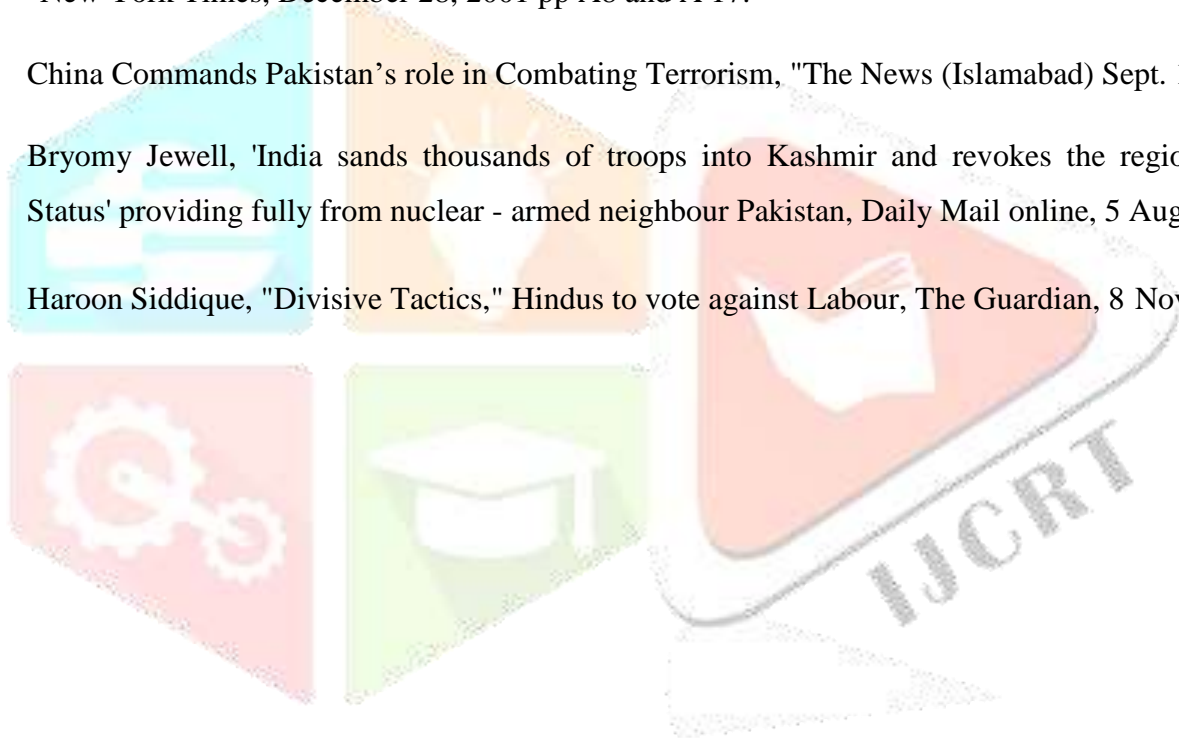 "New York Times, December 28, 2001 pp A8 and A 17.
China Commands Pakistan's role in Combating Terrorism, "The News (Islamabad) Sept.
Bryomy Jewell, 'India sands thousands of troops into Kashmir and revokes the regio
Status' providing fully from nuclear - armed neighbour Pakistan, Daily Mail online, 5 Aug
Haroon Siddique, "Divisive Tactics," Hindus to vote against Labour, The Guardian, 8 Nov
IJCRT